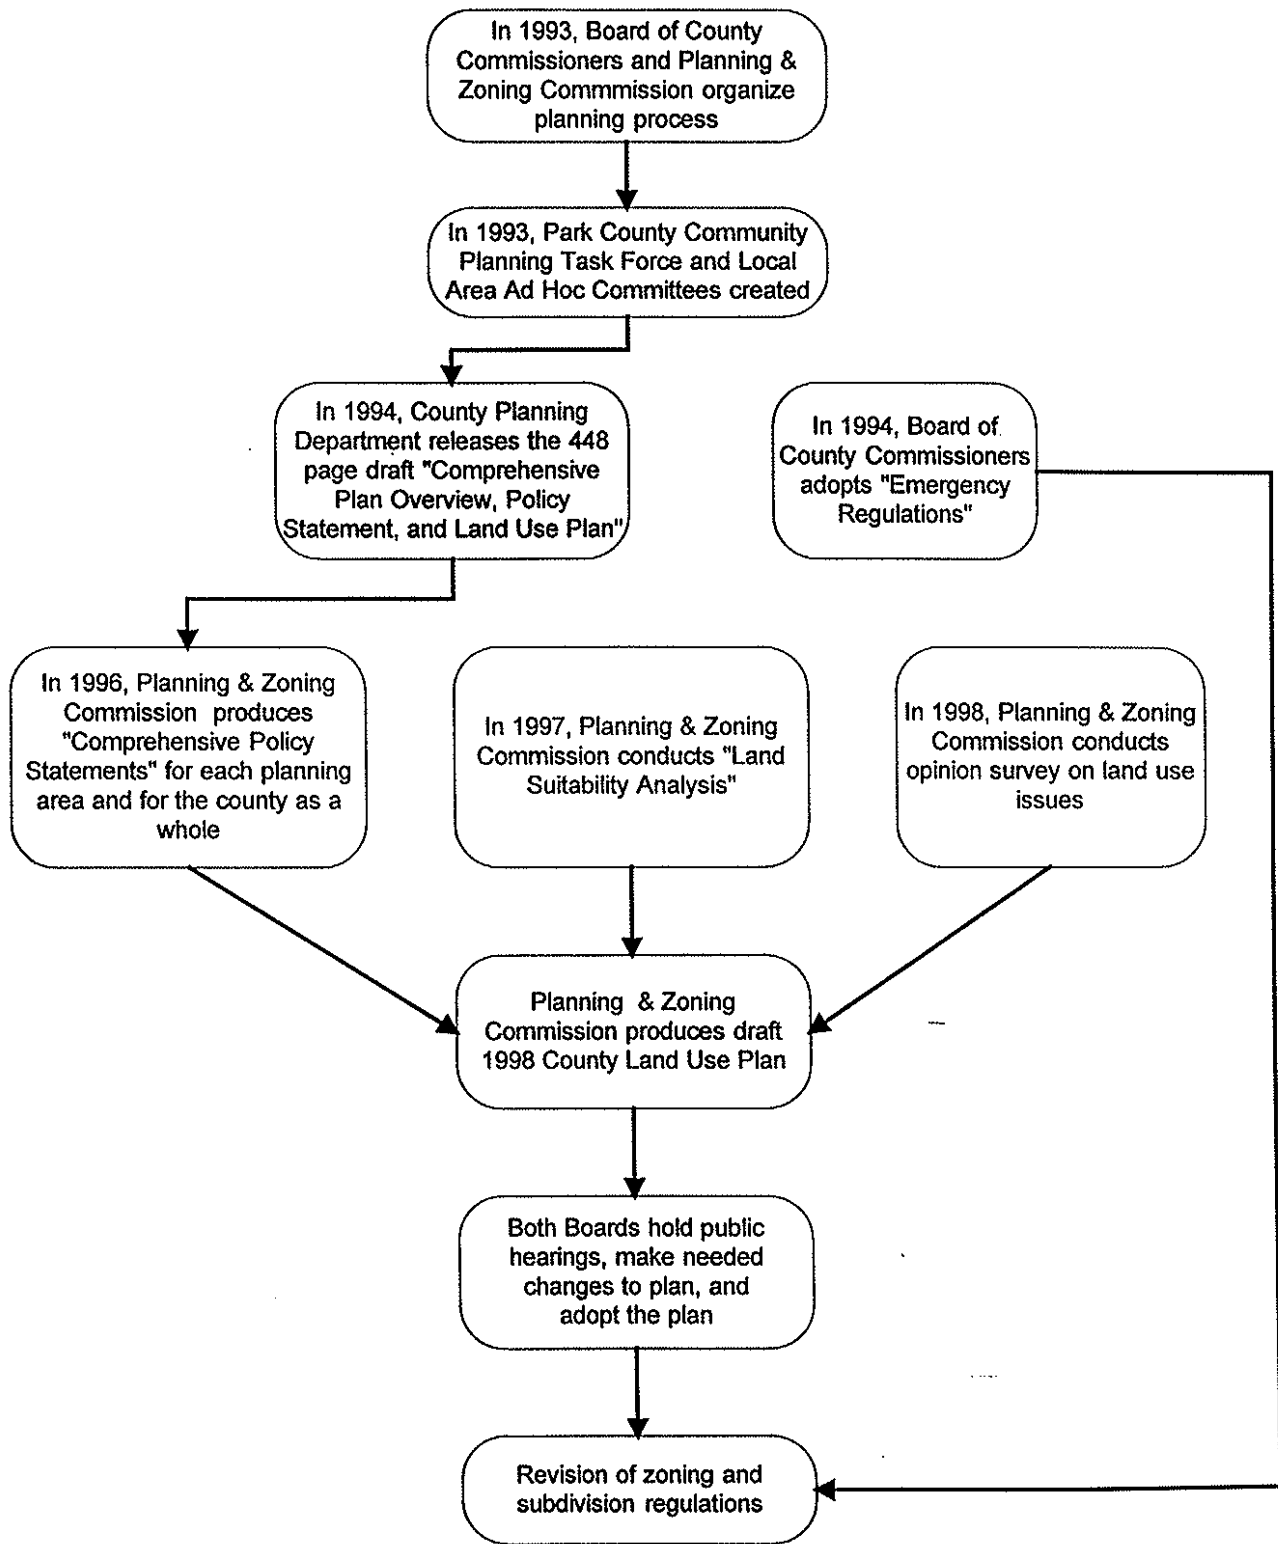 In 1993, Board of County
Commissioners and Planning &
Zoning Commmission organize
planning process
In 1993, Park County Community
Planning Task Force and Local
Area Ad Hoc Committees created
In 1994, County Planning
Department releases the 448
page draft "Comprehensive
Plan Overview, Policy
Statement, and Land Use Plan"
In 1994, Board of
County Commissioners
adopts "Emergency
Regulations"
In 1996, Planning & Zoning
Commission produces
"Comprehensive Policy
Statements" for each planning
area and for the county as a
whole
In 1997, Planning & Zoning
Commission conducts "Land
Suitability Analysis"
In 1998, Planning & Zoning
Commission conducts
opinion survey on land use
issues
Planning & Zoning
Commission produces draft
1998 County Land Use Plan
Both Boards hold public
hearings, make needed
changes to plan, and
adopt the plan
Revision of zoning and
subdivision regulations